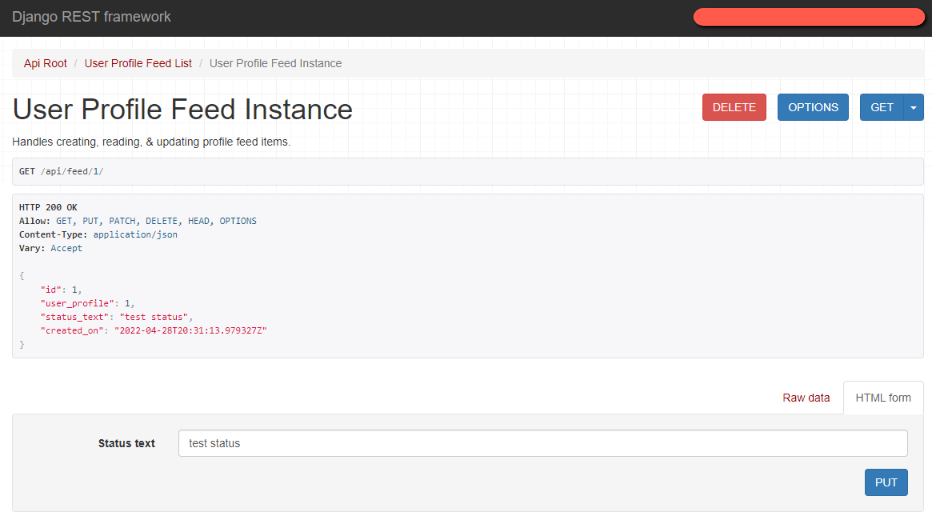 Django REST framework
Api Root / User Profile Feed List / User Profile Feed Instance
User Profile Feed Instance
DELETE
OPTIONS
GET
Handles creating, reading, & updating profile feed items.
GET /api/feed/1/
HTTP 200 OK
Allow: GET, PUT, PATCH, DELETE, HEAD, OPTIONS
Content-Type: application/json
Vary: Accept
{
    "id": 1,
    "user_profile": 1,
    "status_text": "test status",
    "created_on": "2022-04-28T20:31:13.979327Z"
}
Raw data
HTML form
Status text
test status
PUT